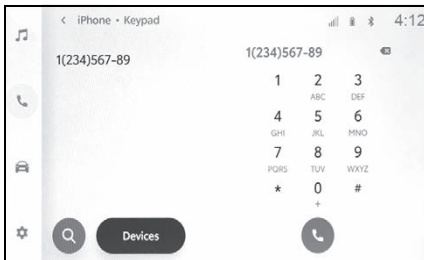 < iPhone • Keypad
4:12
1(234)567-89
1(234)567-89
1 2 3
ABC DEF
4 5 6
GHI JKL MNO
7 8 9
PQRS TUV WXYZ
* 0 #
+
Devices